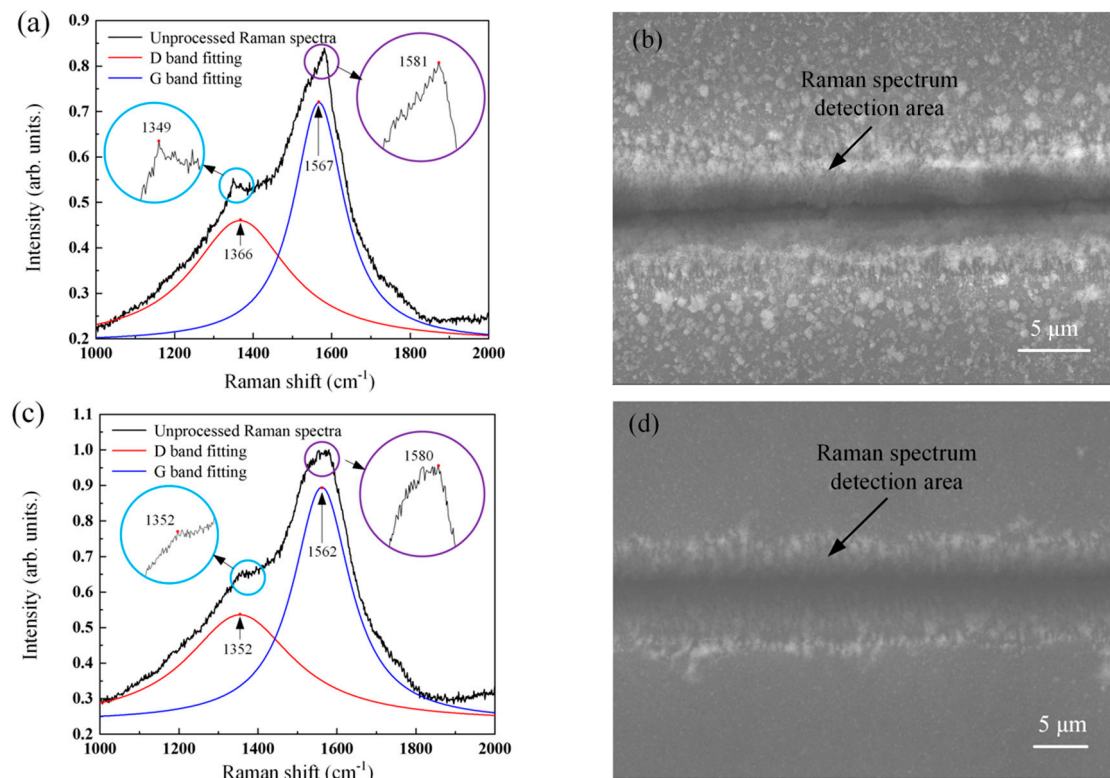 (a)
0.9
0.8
0.7
0.6
0.5
0.4
0.3
0.2
Intensity (arb. units.)
Unprocessed Raman spectra
D band fitting
G band fitting
1349
1581
1567
1366
1000 1200 1400 1600 1800 2000
Raman shift (cm⁻¹)
(b)
Raman spectrum
detection area
5 μm
(c)
1.1
1.0
0.9
0.8
0.7
0.6
0.5
0.4
0.3
0.2
Intensity (arb. units.)
Unprocessed Raman spectra
D band fitting
G band fitting
1352
1580
1562
1352
1000 1200 1400 1600 1800 2000
Raman shift (cm⁻¹)
(d)
Raman spectrum
detection area
5 μm